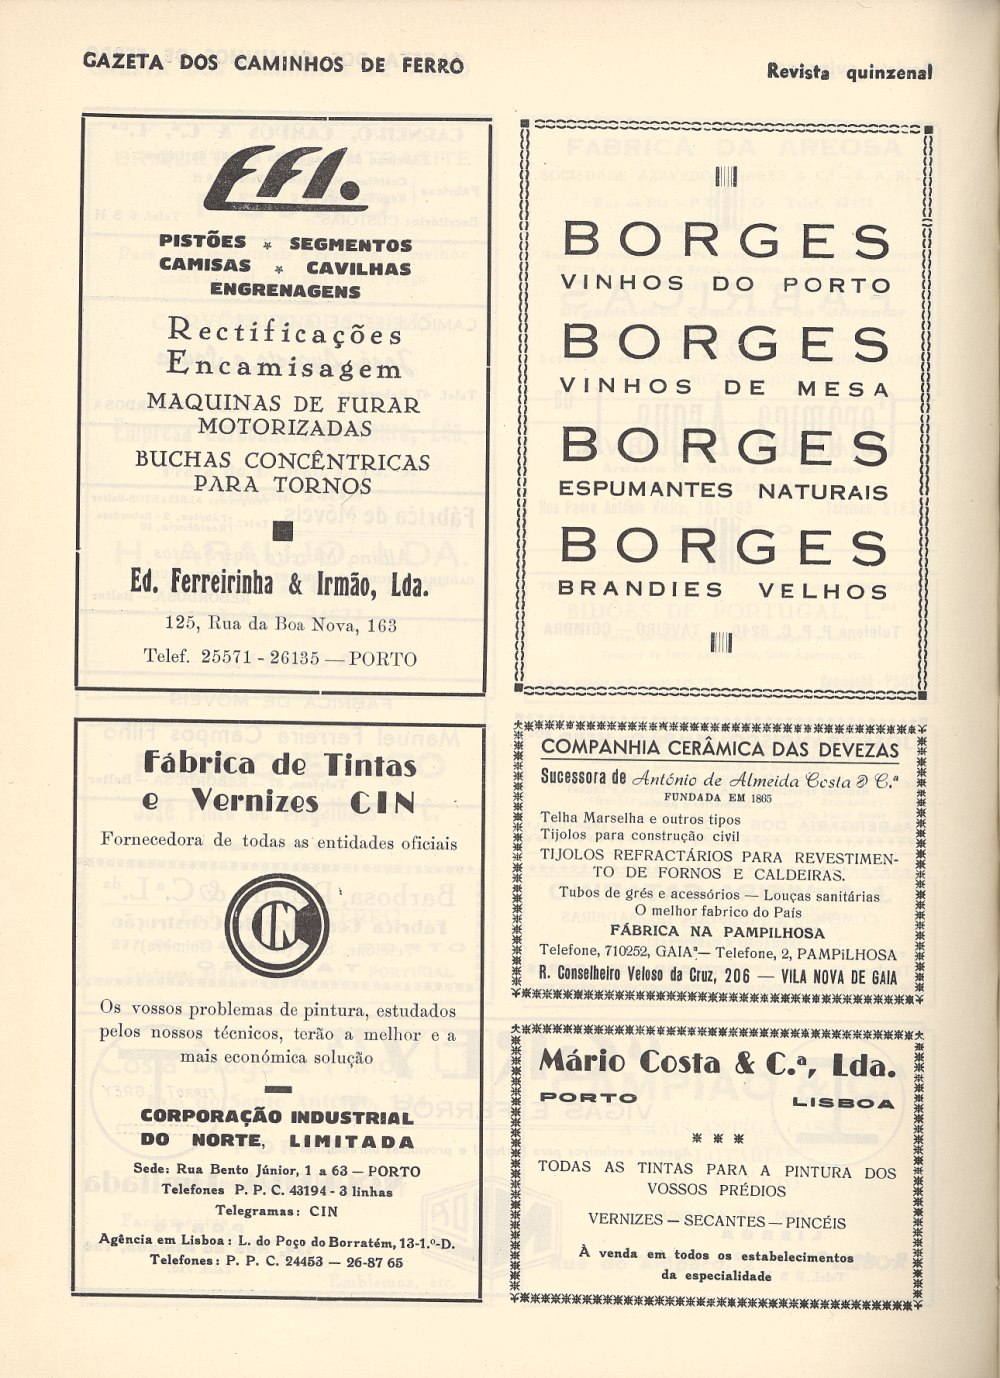 GAZETA DOS CAMINHOS DE FERRO
Revista quinzenal
EFI.
PISTÕES * SEGMENTOS
CAMISAS * CAVILHAS
ENGRENAGENS
Rectificações
Encamisagem
MAQUINAS DE FURAR
MOTORIZADAS
BUCHAS CONCÊNTRICAS
PARA TORNOS
Ed. Ferreirinha & Irmão, Lda.
125, Rua da Boa Nova, 163
Telef. 25571 - 26135 — PORTO
BORGES
VINHOS DO PORTO
BORGES
VINHOS DE MESA
BORGES
ESPUMANTES NATURAIS
BORGES
BRANDIES VELHOS
Fábrica de Tintas
e Vernizes CIN
Fornecedora de todas as entidades oficiais
CIN
Os vossos problemas de pintura, estudados
pelos nossos técnicos, terão a melhor e a
mais económica solução
CORPORAÇÃO INDUSTRIAL
DO NORTE, LIMITADA
Sede: Rua Bento Júnior, 1 a 63 — PORTO
Telefones P. P. C. 43194 - 3 linhas
Telegramas: CIN
Agência em Lisboa: L. do Poço do Borratém, 13-1.º-D.
Telefones: P. P. C. 24453 — 26-87 65
COMPANHIA CERÂMICA DAS DEVEZAS
Sucessora de António de Almeida Costa & C.ª
FUNDADA EM 1865
Telha Marselha e outros tipos
Tijolos para construção civil
TIJOLOS REFRACTÁRIOS PARA REVESTIMEN-
TO DE FORNOS E CALDEIRAS.
Tubos de grés e acessórios — Louças sanitárias
O melhor fabrico do País
FÁBRICA NA PAMPILHOSA
Telefone, 710252, GAIAª — Telefone, 2, PAMPiLHOSA
R. Conselheiro Veloso da Cruz, 206 — VILA NOVA DE GAIA
Mário Costa & C.ª, Lda.
PORTO LISBOA
* * *
TODAS AS TINTAS PARA A PINTURA DOS
VOSSOS PRÉDIOS
VERNIZES — SECANTES — PINCÉIS
À venda em todos os estabelecimentos
da especialidade